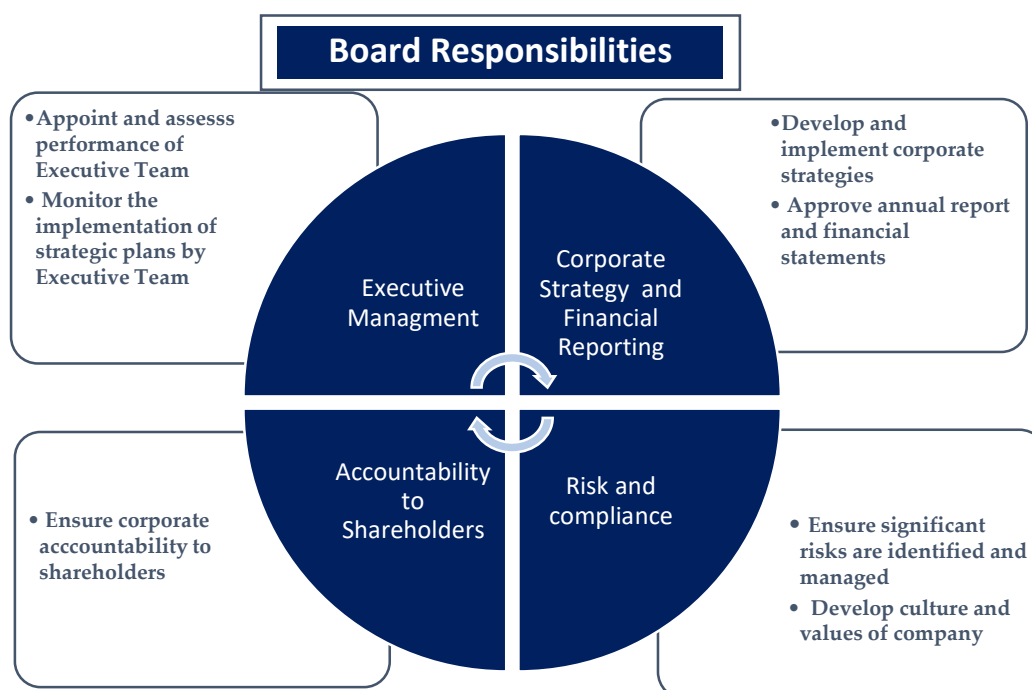 Board Responsibilities
•Appoint and assesss
performance of
Executive Team
• Monitor the
implementation of
strategic plans by
Executive Team
•Develop and
implement corporate
strategies
• Approve annual report
and financial
statements
Executive
Managment
Corporate
Strategy and
Financial
Reporting
Accountability
to
Shareholders
Risk and
compliance
• Ensure corporate
acccountability to
shareholders
• Ensure significant
risks are identified and
managed
• Develop culture and
values of company